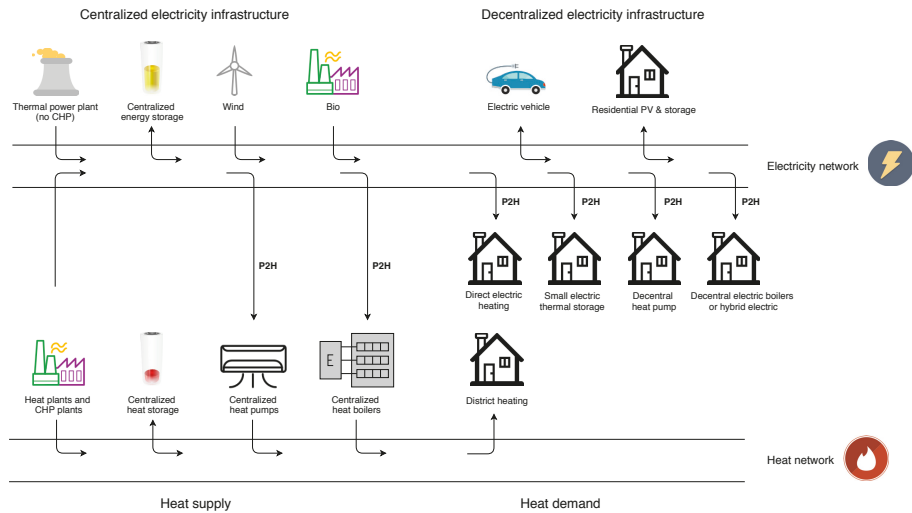 Centralized electricity infrastructure
Decentralized electricity infrastructure
Thermal power plant
(no CHP)
Centralized
energy storage
Wind
Bio
Electric vehicle
Residential PV & storage
Electricity network
P2H
P2H
P2H
P2H
P2H
P2H
Direct electric
heating
Small electric
thermal storage
Decentral
heat pump
Decentral electric boilers
or hybrid electric
E
Heat plants and
CHP plants
Centralized
heat storage
Centralized
heat pumps
Centralized
heat boilers
District heating
Heat network
Heat supply
Heat demand